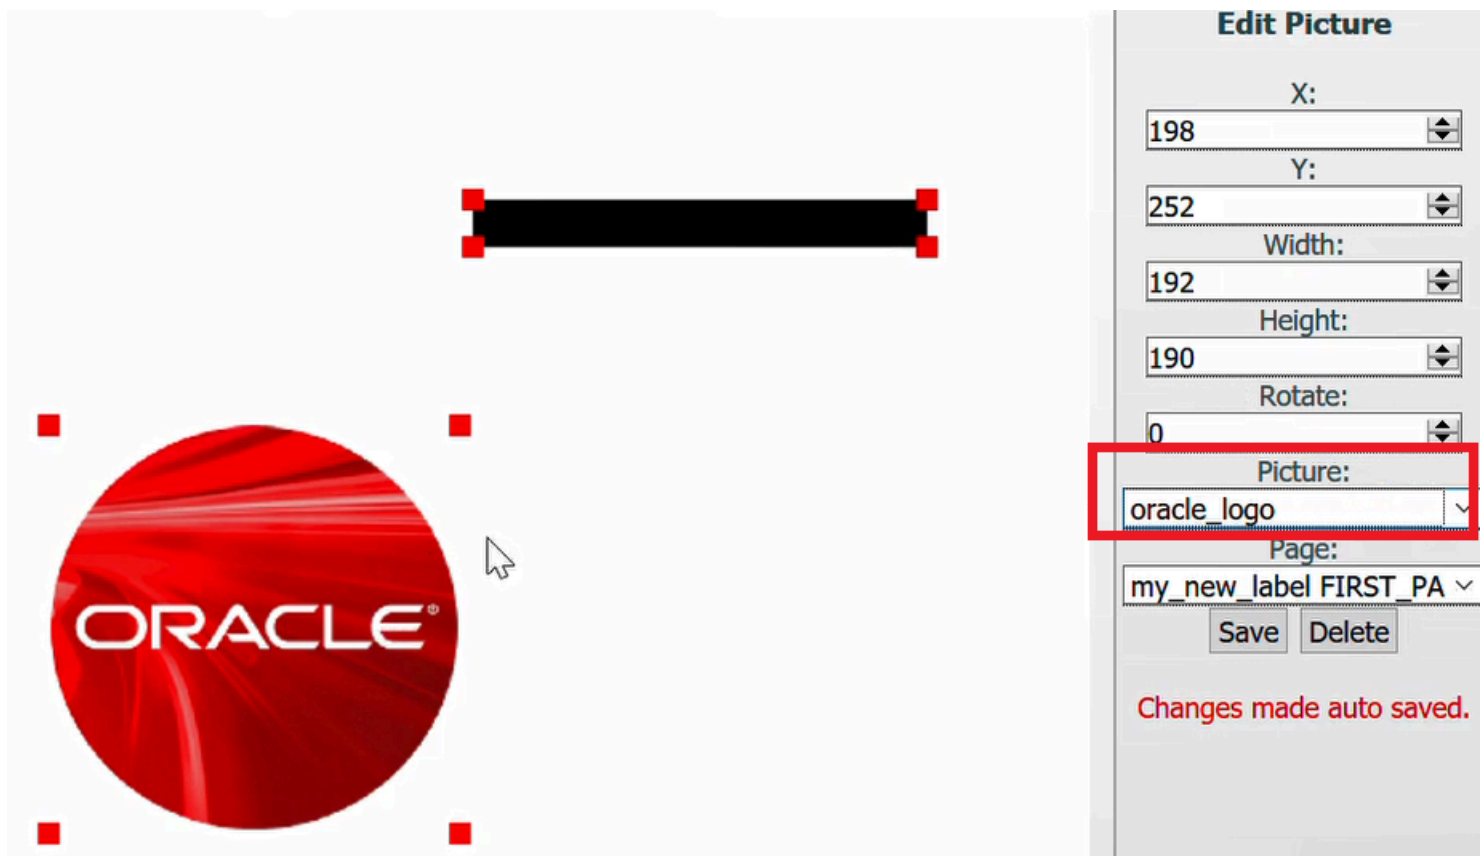 Edit Picture
X:
198
Y:
252
Width:
192
Height:
190
Rotate:
0
Picture:
oracle_logo
Page:
my_new_label FIRST_PA
Save Delete
Changes made auto saved.
ORACLE®